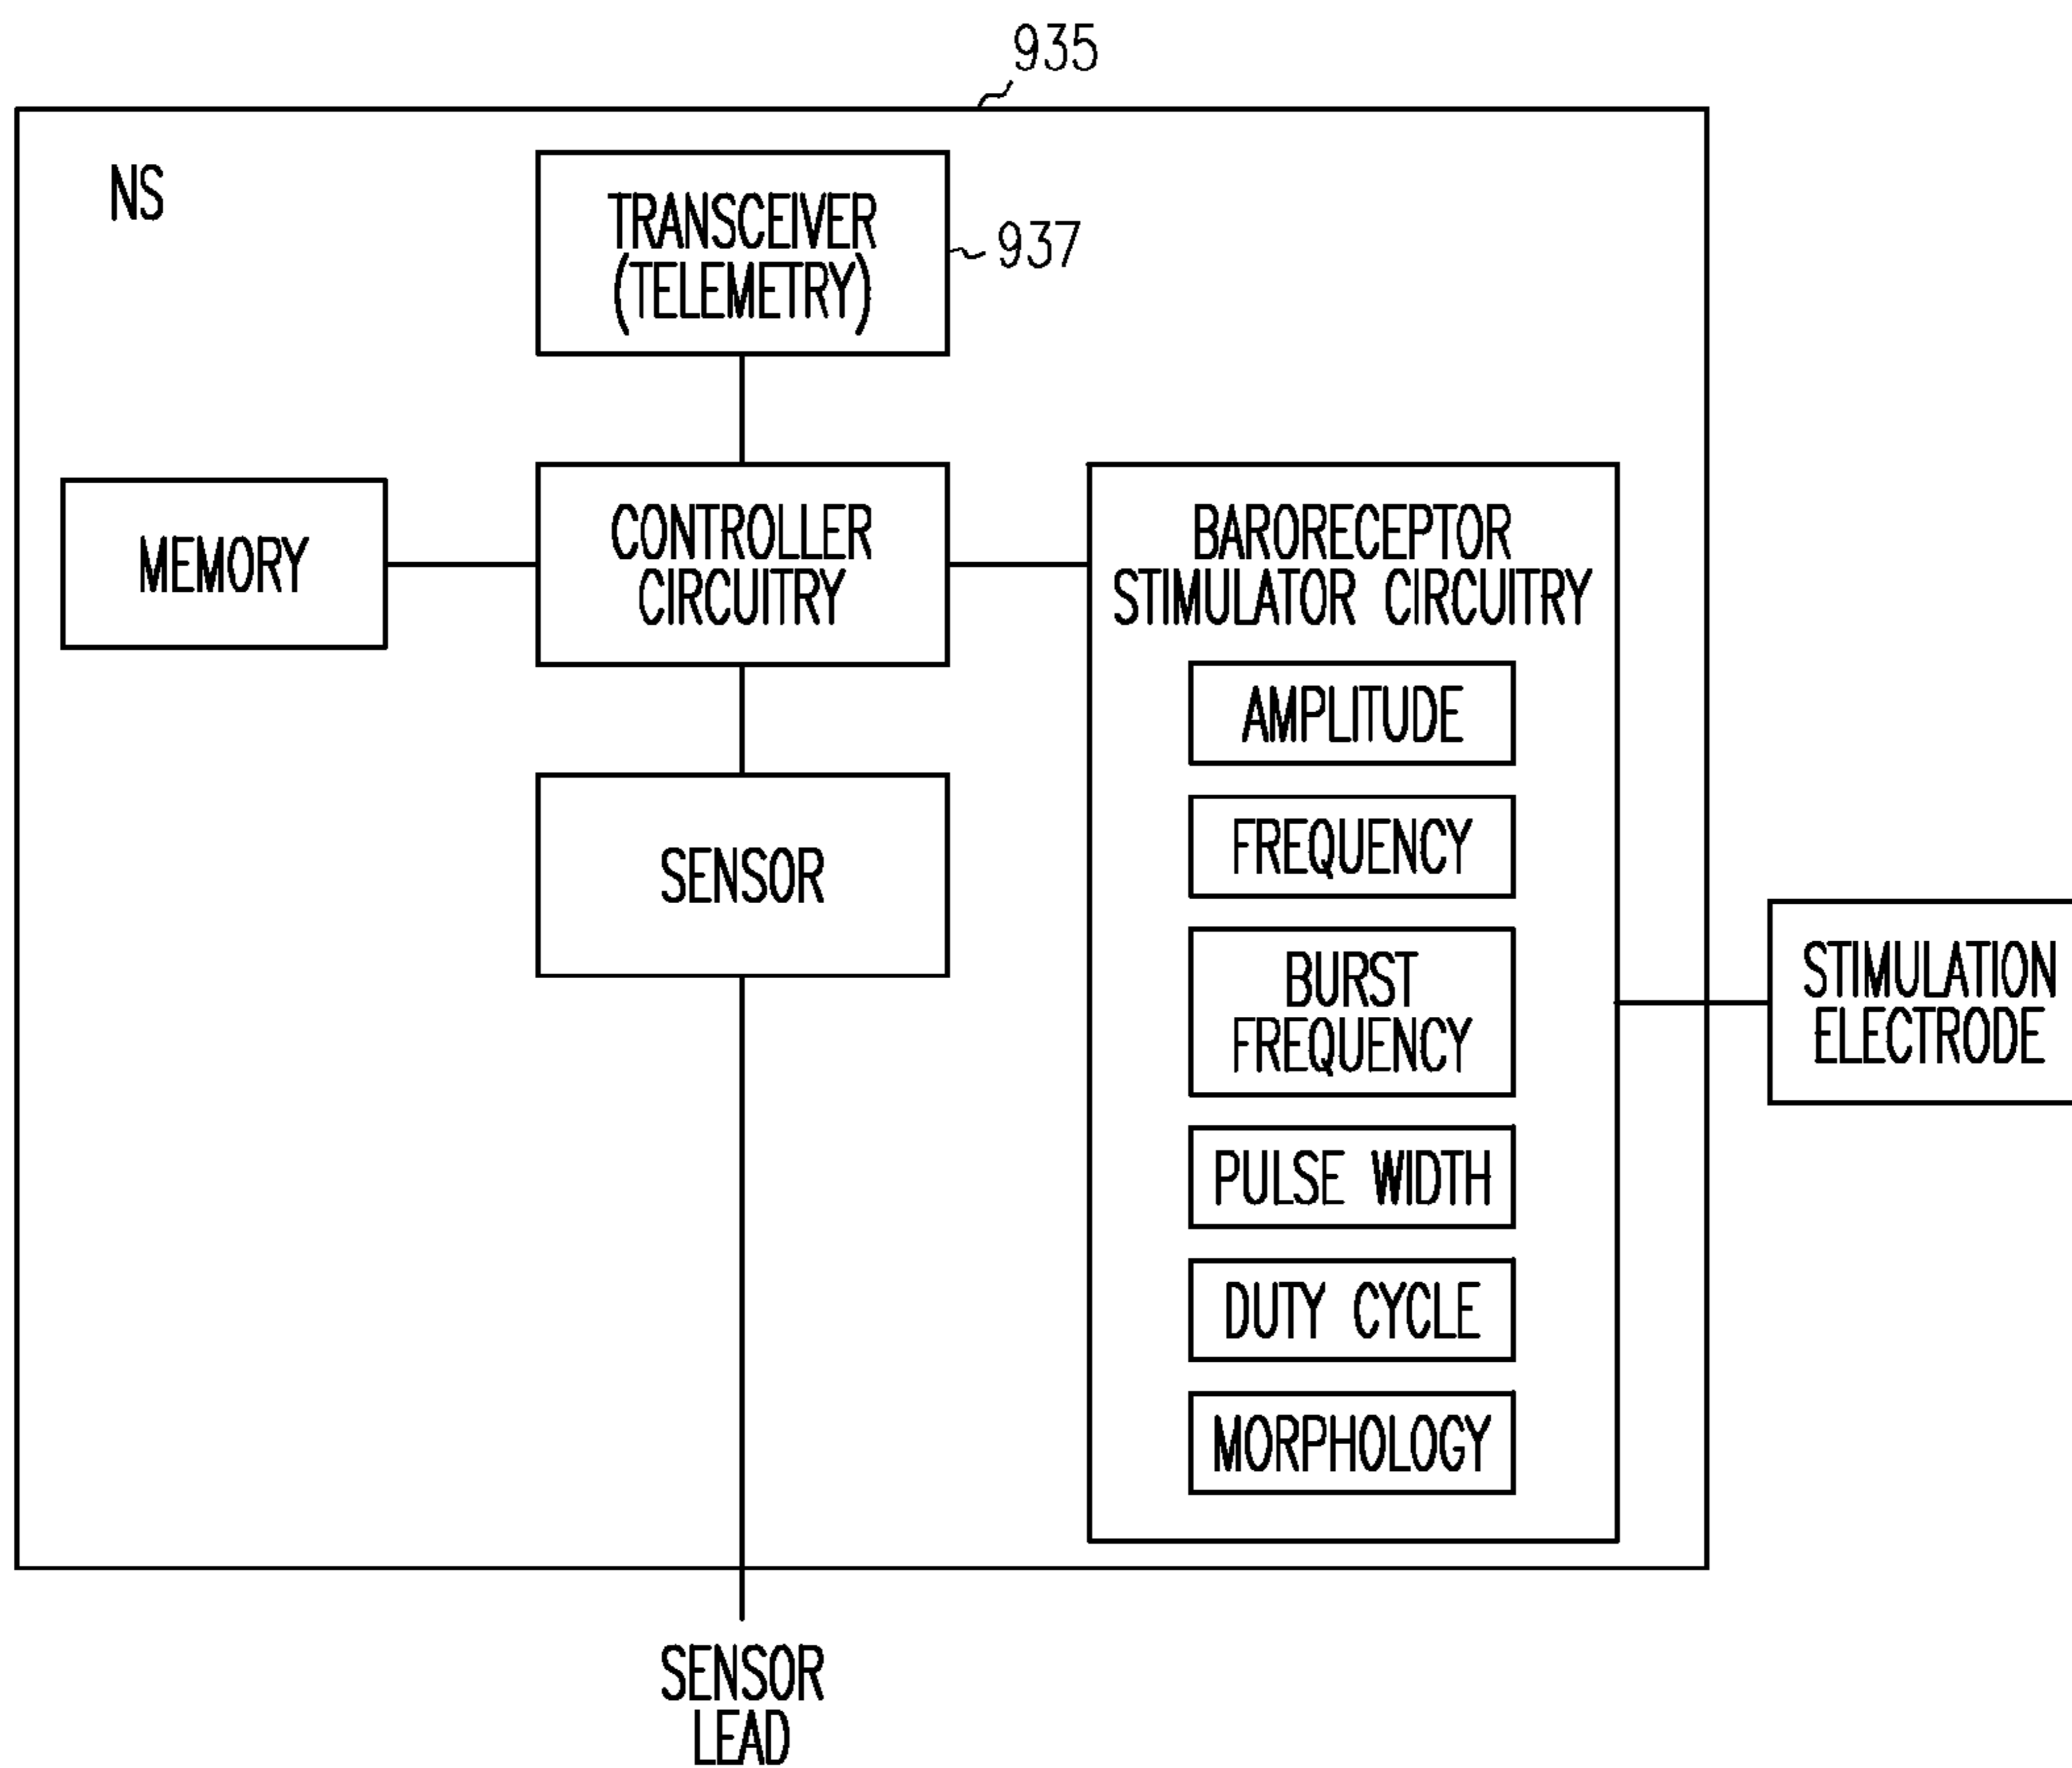 935
NS
TRANSCEIVER
(TELEMETRY)
937
MEMORY
CONTROLLER
CIRCUITRY
BARORECEPTOR
STIMULATOR CIRCUITRY
AMPLITUDE
FREQUENCY
SENSOR
BURST
FREQUENCY
STIMULATION
ELECTRODE
PULSE WIDTH
DUTY CYCLE
MORPHOLOGY
SENSOR
LEAD